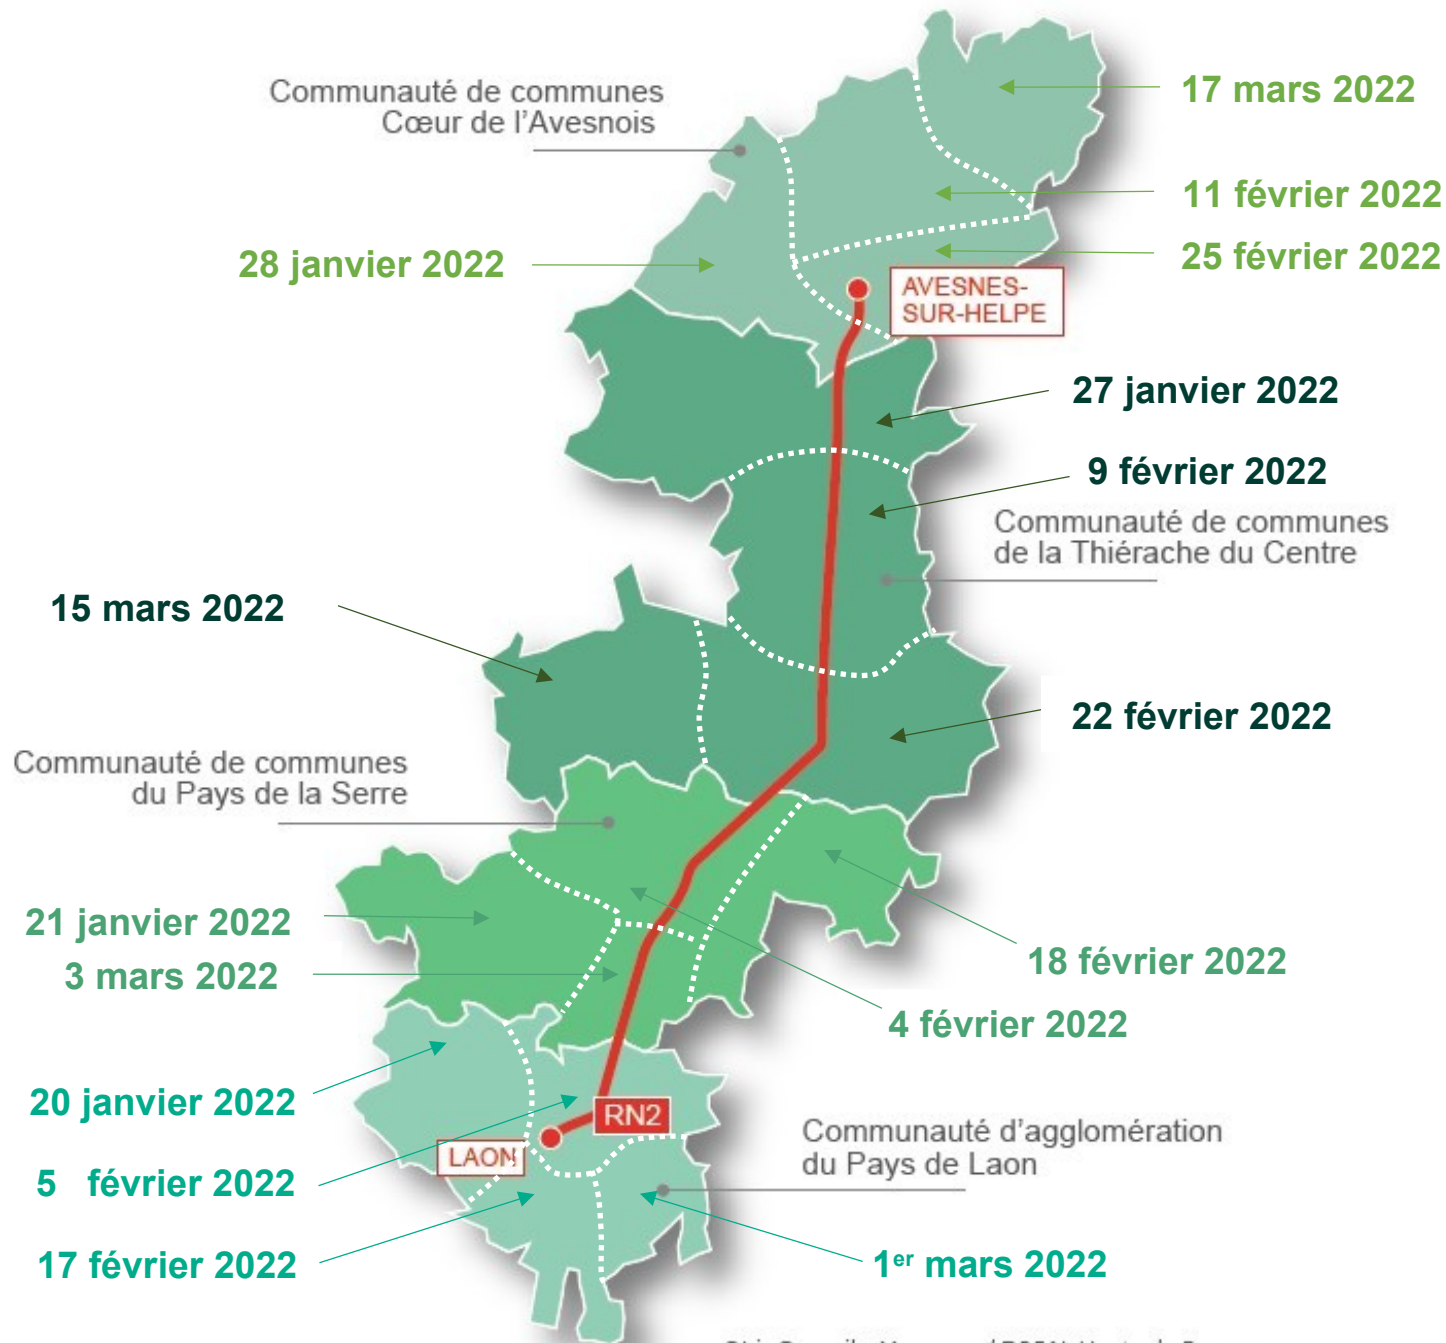 Communauté de communes
Cœur de l'Avesnois
17 mars 2022
11 février 2022
25 février 2022
28 janvier 2022
AVESNES-
SUR-HELPE
27 janvier 2022
9 février 2022
Communauté de communes
de la Thiérache du Centre
15 mars 2022
22 février 2022
Communauté de communes
du Pays de la Serre
21 janvier 2022
3 mars 2022
18 février 2022
4 février 2022
20 janvier 2022
RN2
LAON
Communauté d'agglomération
du Pays de Laon
5 février 2022
17 février 2022
1er mars 2022